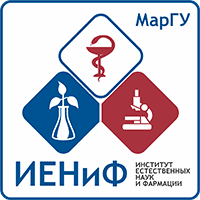 МарГУ
ИЕНиФ
ИНСТИТУТ
ЕСТЕСТВЕННЫХ
НАУК
И ФАРМАЦИИ